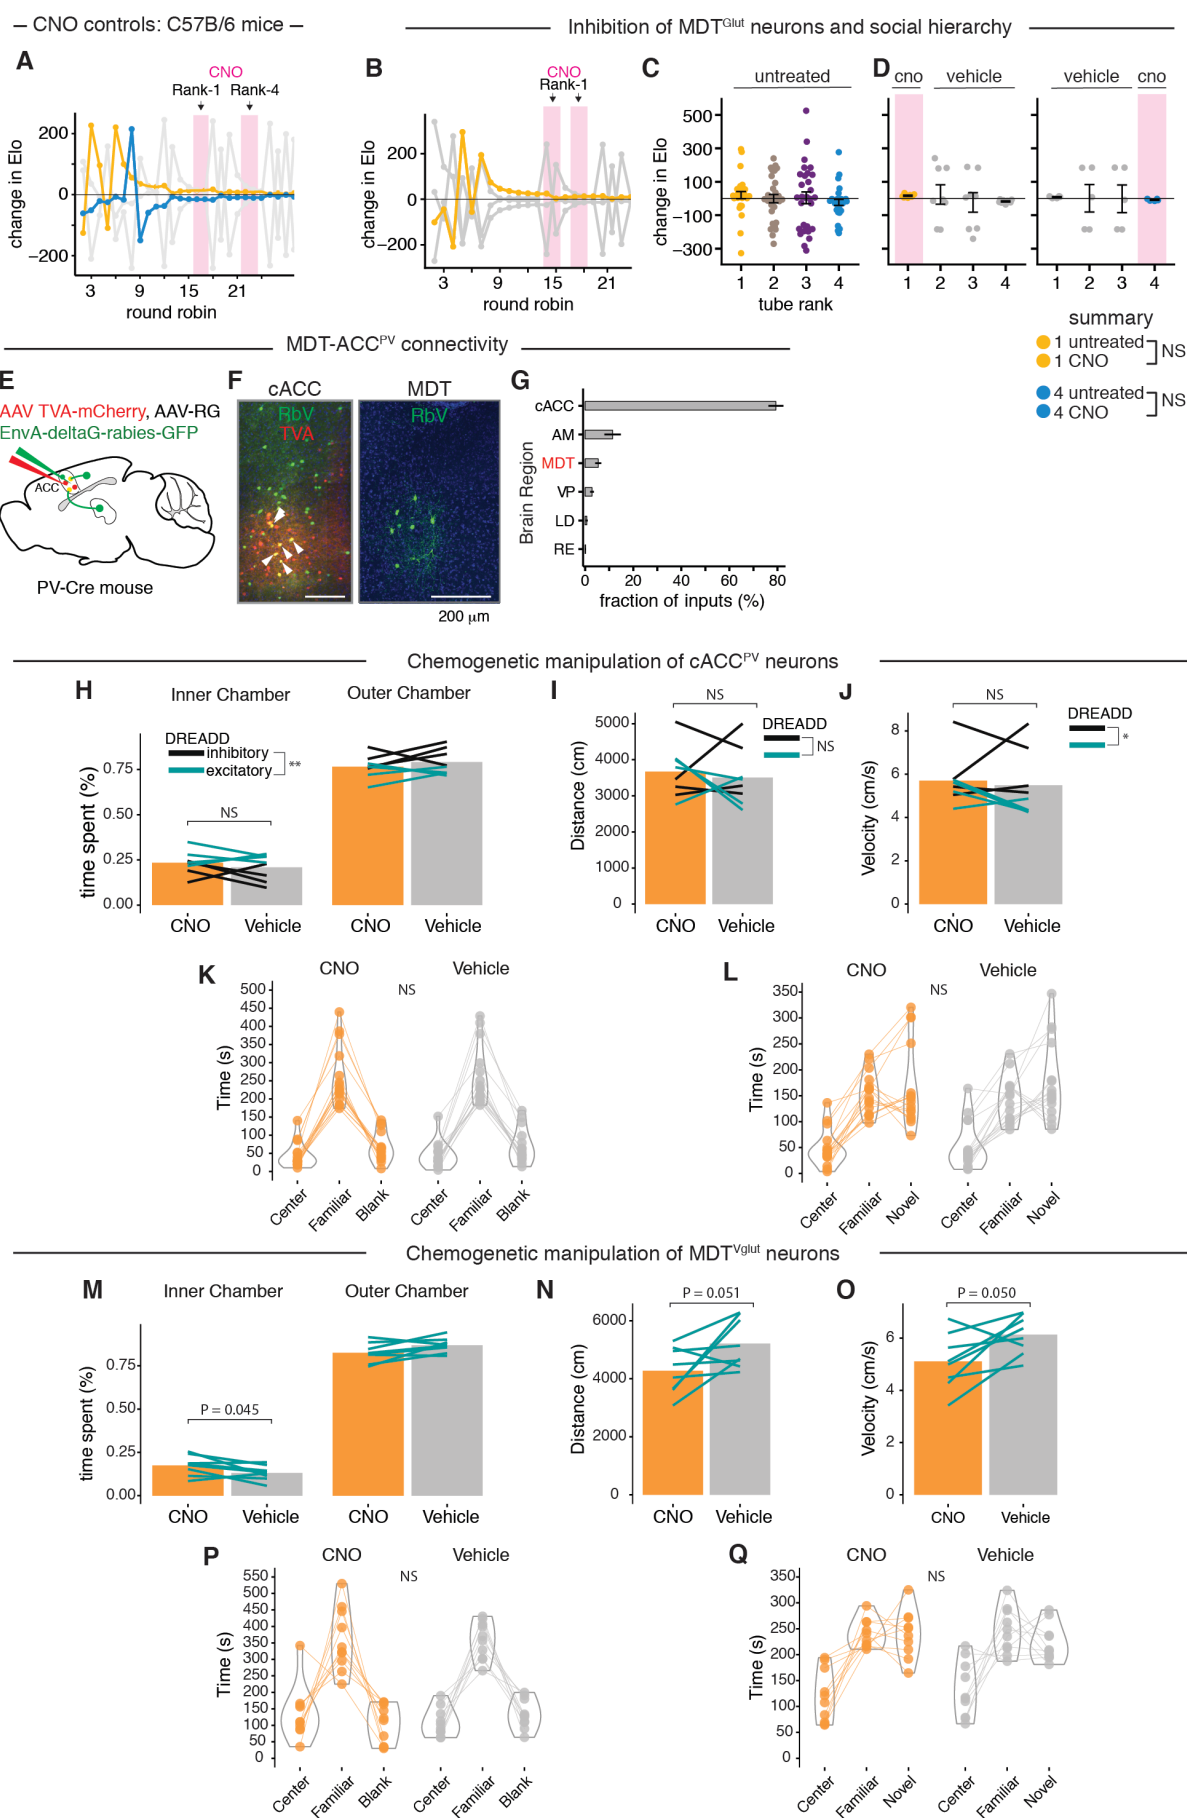 CNO controls: C57B/6 mice
Inhibition of MDTGlut neurons and social hierarchy
A
CNO
Rank-1 Rank-4
change in Elo
200
0
−200
3 9 15 21
round robin
B
CNO
Rank-1
change in Elo
200
0
−200
3 9 15 21
round robin
C
untreated
change in Elo
500
300
100
−100
−300
1 2 3 4
tube rank
D
cno vehicle
vehicle cno
1 2 3 4
1 2 3 4
summary
1 untreated
1 CNO
NS
4 untreated
4 CNO
NS
MDT-ACCPV connectivity
E
AAV TVA-mCherry, AAV-RG
EnvA-deltaG-rabies-GFP
ACC
PV-Cre mouse
F
cACC MDT
RbV
TVA
RbV
200 μm
G
Brain Region
cACC
AM
MDT
VP
LD
RE
0 20 40 60 80
fraction of inputs (%)
Chemogenetic manipulation of cACCPV neurons
H
Inner Chamber Outer Chamber
DREADD
inhibitory
excitatory
**
NS
time spent (%)
0.75
0.50
0.25
0.00
CNO Vehicle CNO Vehicle
I
NS
DREADD
NS
Distance (cm)
5000
4000
3000
2000
1000
0
CNO Vehicle
J
NS
DREADD
*
Velocity (cm/s)
8
6
4
2
0
CNO Vehicle
K
CNO Vehicle
NS
Time (s)
500
450
400
350
300
250
200
150
100
50
0
Center Familiar Blank Center Familiar Blank
L
CNO Vehicle
NS
Time (s)
350
300
250
200
150
100
50
0
Center Familiar Novel Center Familiar Novel
Chemogenetic manipulation of MDTVglut neurons
M
Inner Chamber Outer Chamber
P = 0.045
time spent (%)
0.75
0.50
0.25
0.00
CNO Vehicle CNO Vehicle
N
P = 0.051
Distance (cm)
6000
4000
2000
0
CNO Vehicle
O
P = 0.050
Velocity (cm/s)
6
4
2
0
CNO Vehicle
P
CNO Vehicle
NS
Time (s)
550
500
450
400
350
300
250
200
150
100
50
0
Center Familiar Blank Center Familiar Blank
Q
CNO Vehicle
NS
Time (s)
350
300
250
200
150
100
50
0
Center Familiar Novel Center Familiar Novel